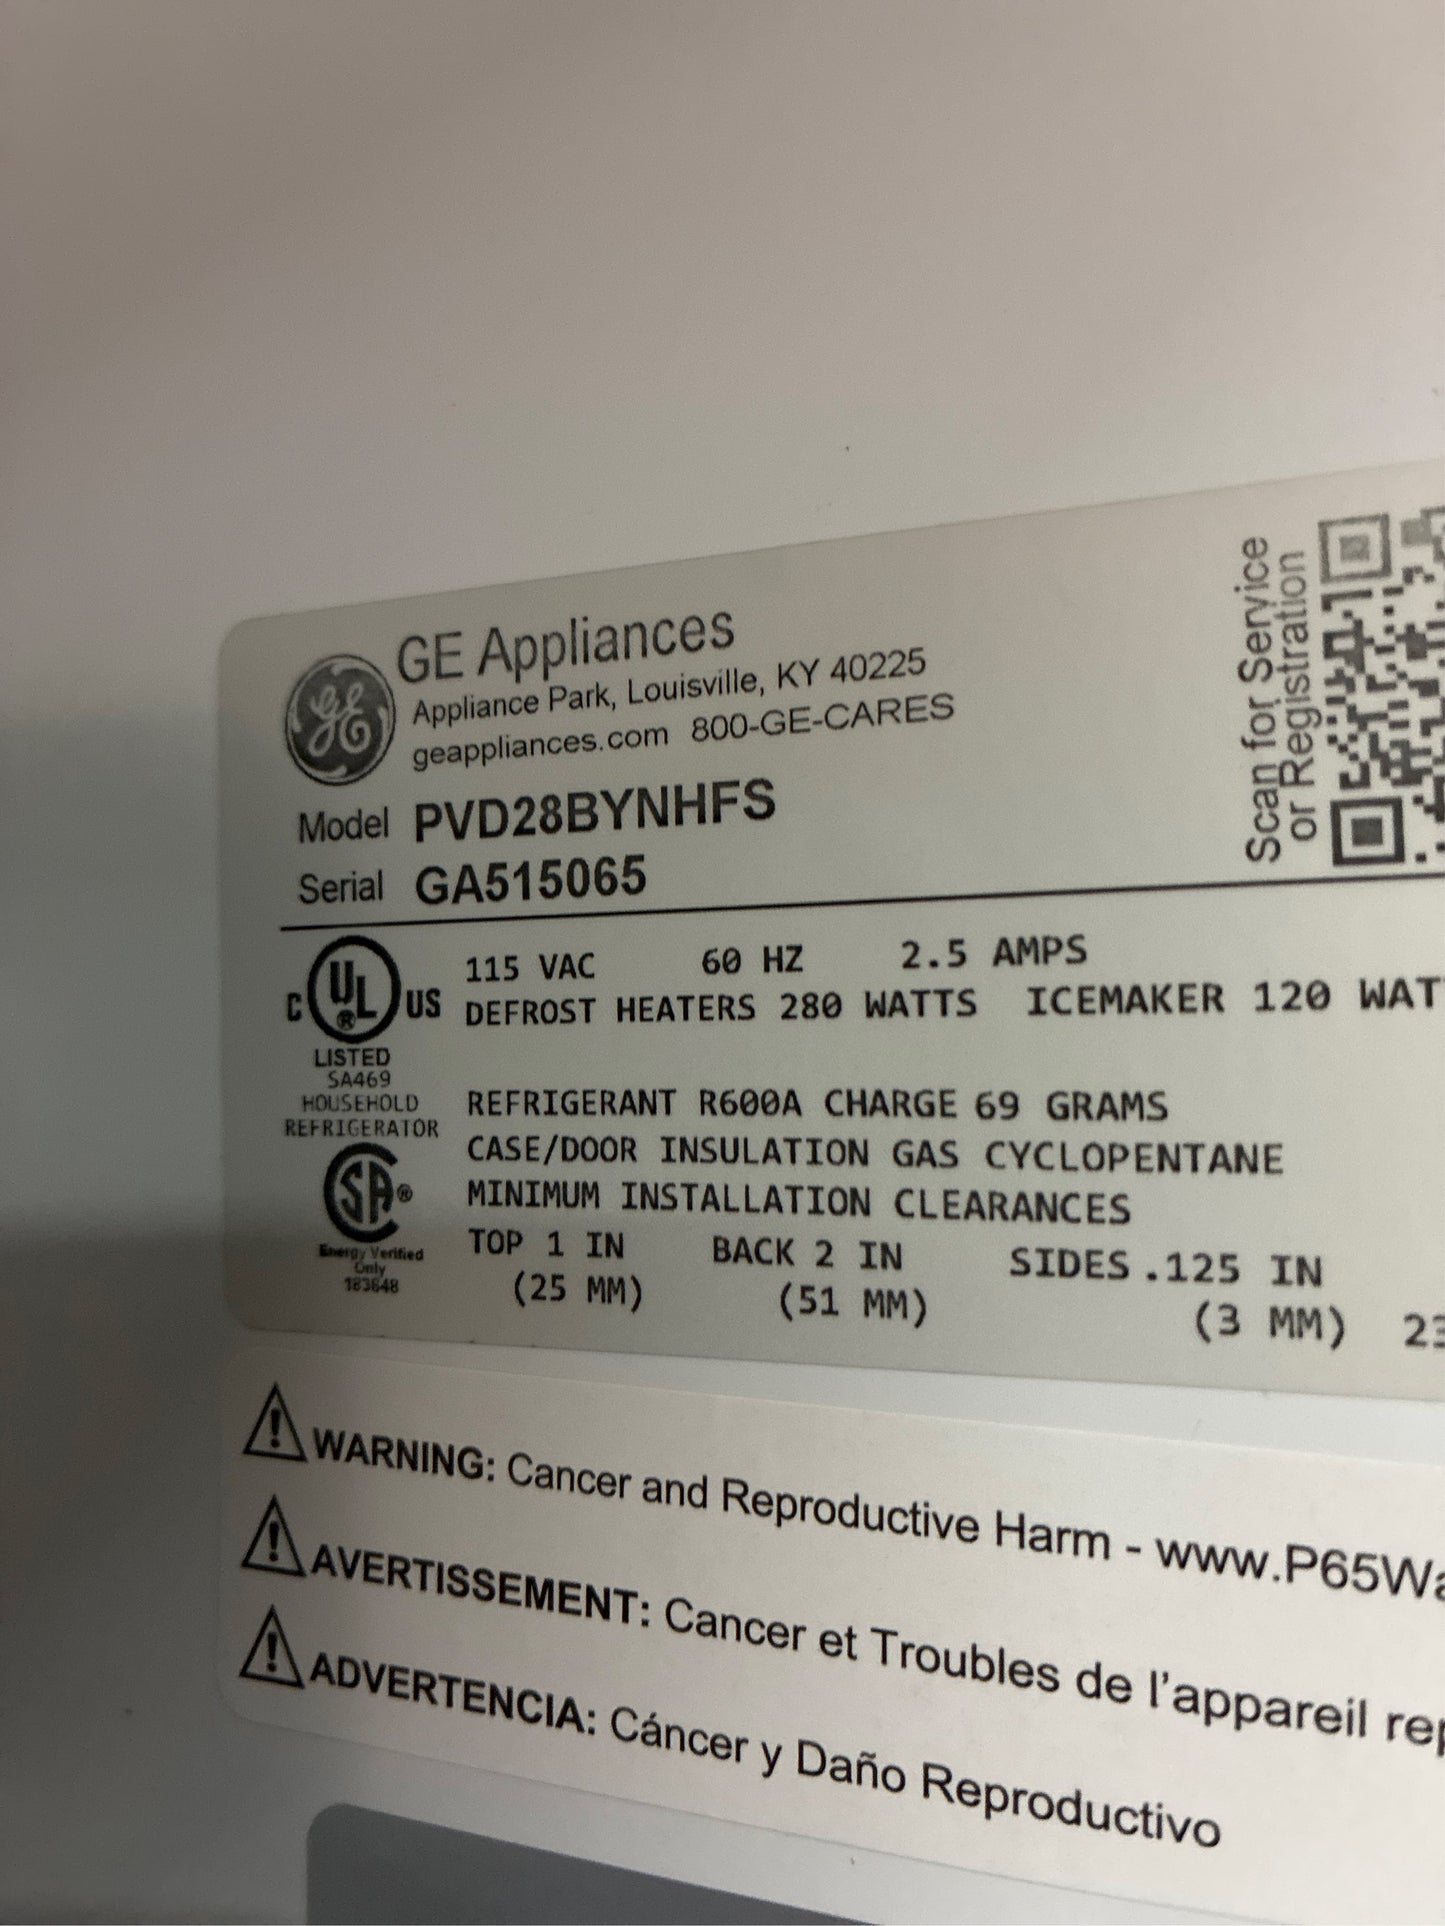 GE Appliances
Appliance Park, Louisville, KY 40225
geappliances.com 800-GE-CARES
Model PVD28BYNHFS
Serial GA515065
Scan for Service
or Registration
GE
C UL ® US
LISTED
SA469
HOUSEHOLD
REFRIGERATOR
SA ®
Energy Verified
Only
183648
115 VAC 60 HZ 2.5 AMPS
DEFROST HEATERS 280 WATTS ICEMAKER 120 WAT
REFRIGERANT R600A CHARGE 69 GRAMS
CASE/DOOR INSULATION GAS CYCLOPENTANE
MINIMUM INSTALLATION CLEARANCES
TOP 1 IN BACK 2 IN SIDES .125 IN
(25 MM) (51 MM) (3 MM) 23
WARNING: Cancer and Reproductive Harm - www.P65Wa
AVERTISSEMENT: Cancer et Troubles de l'appareil rep
ADVERTENCIA: Cáncer y Daño Reproductivo